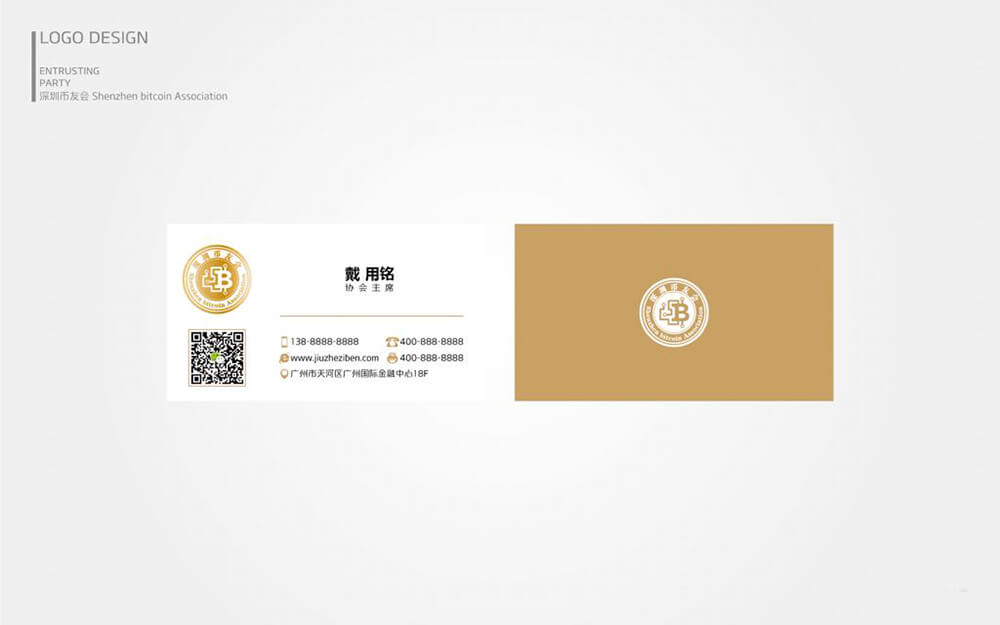 LOGO DESIGN
ENTRUSTING
PARTY
深圳币友会 Shenzhen bitcoin Association
深圳币友会
Shenzhen bitcoin Association
戴 用铭
协会主席
138-8888-8888
400-888-8888
www.jiuzheziben.com
400-888-8888
广州市天河区广州国际金融中心18F
深圳币友会
Shenzhen bitcoin Association